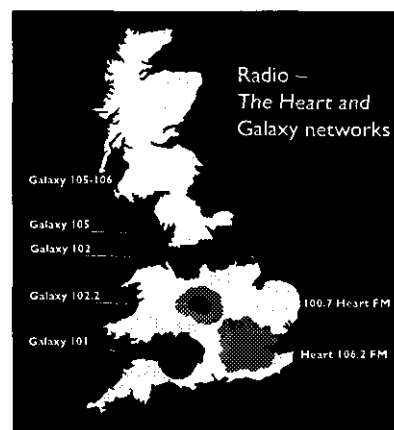 Radio –
The Heart and
Galaxy networks
Galaxy 105-106
Galaxy 105
Galaxy 102
Galaxy 102.2
100.7 Heart FM
Galaxy 101
Heart 106.2 FM